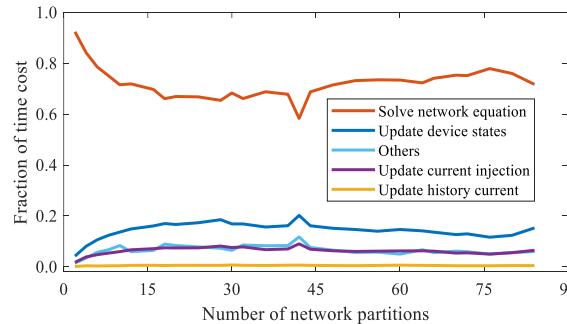 1.0
0.8
0.6
0.4
0.2
0.0
Fraction of time cost
Solve network equation
Update device states
Others
Update current injection
Update history current
0 15 30 45 60 75
Number of network partitions